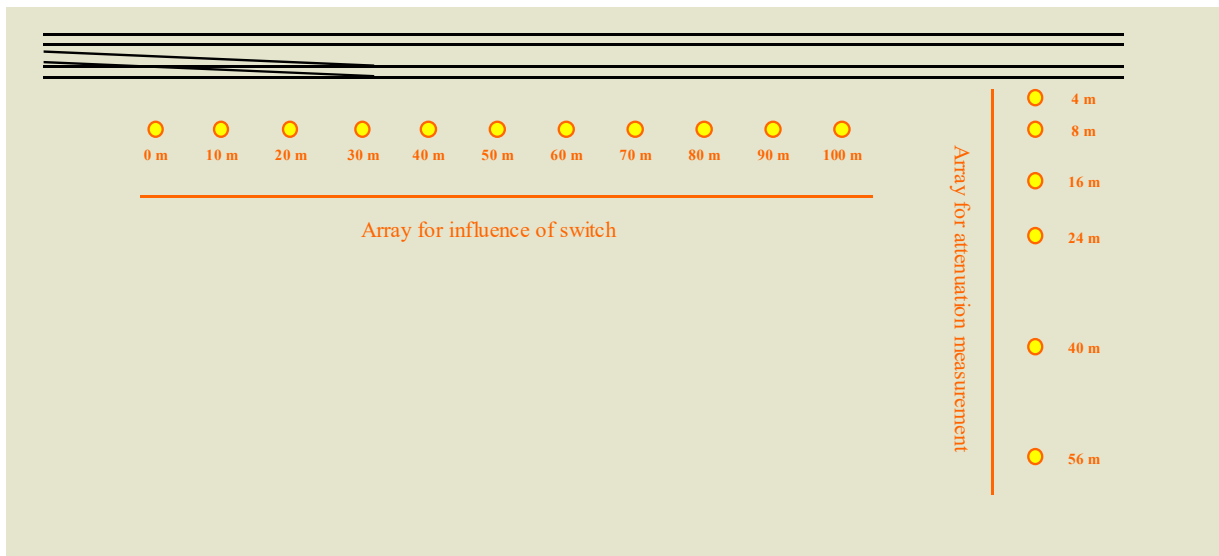 4 m
8 m
0 m 10 m 20 m 30 m 40 m 50 m 60 m 70 m 80 m 90 m 100 m
16 m
Array for influence of switch
24 m
Array for attenuation measurement
40 m
56 m